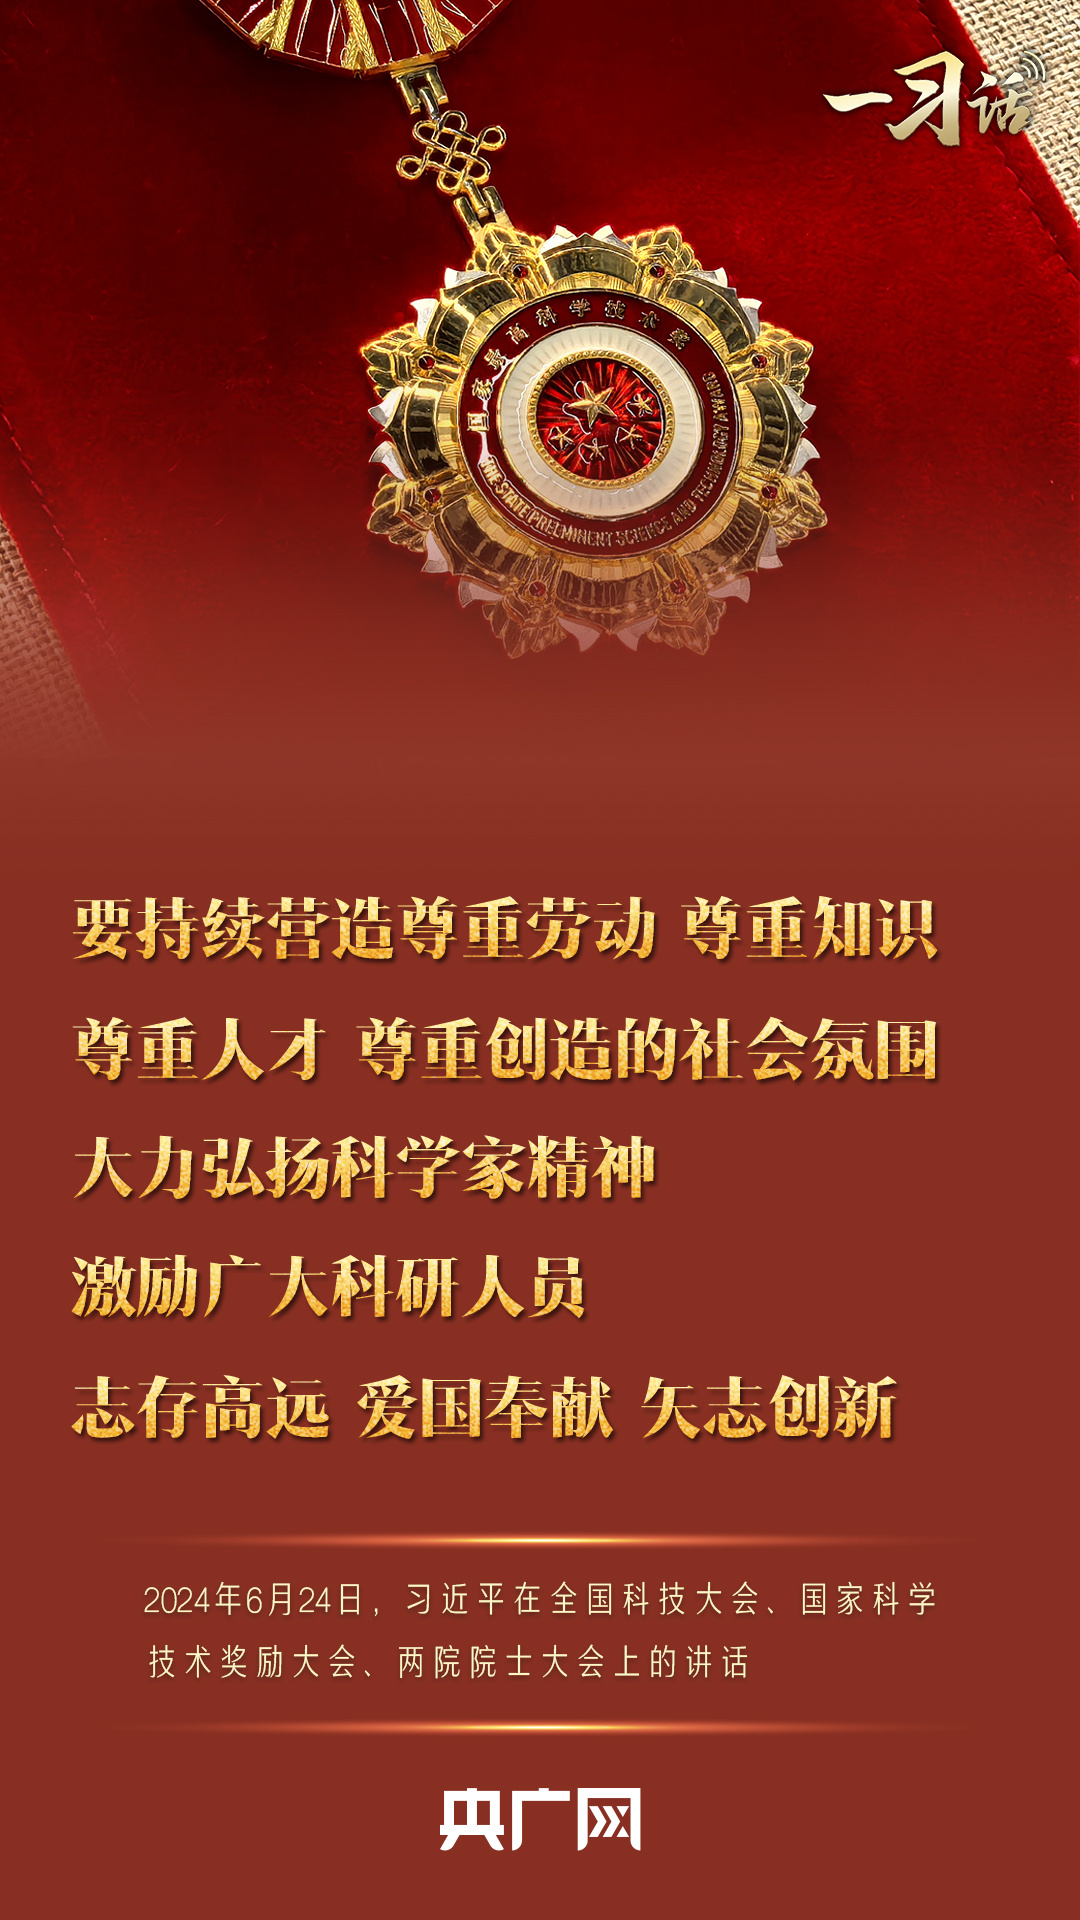 一习话
国家最高科学技术奖
THE STATE PREEMINENT SCIENCE AND TECHNOLOGY AWARD
要持续营造尊重劳动 尊重知识
尊重人才 尊重创造的社会氛围
大力弘扬科学家精神
激励广大科研人员
志存高远 爱国奉献 矢志创新
2024年6月24日，习近平在全国科技大会、国家科学
技术奖励大会、两院院士大会上的讲话
央广网